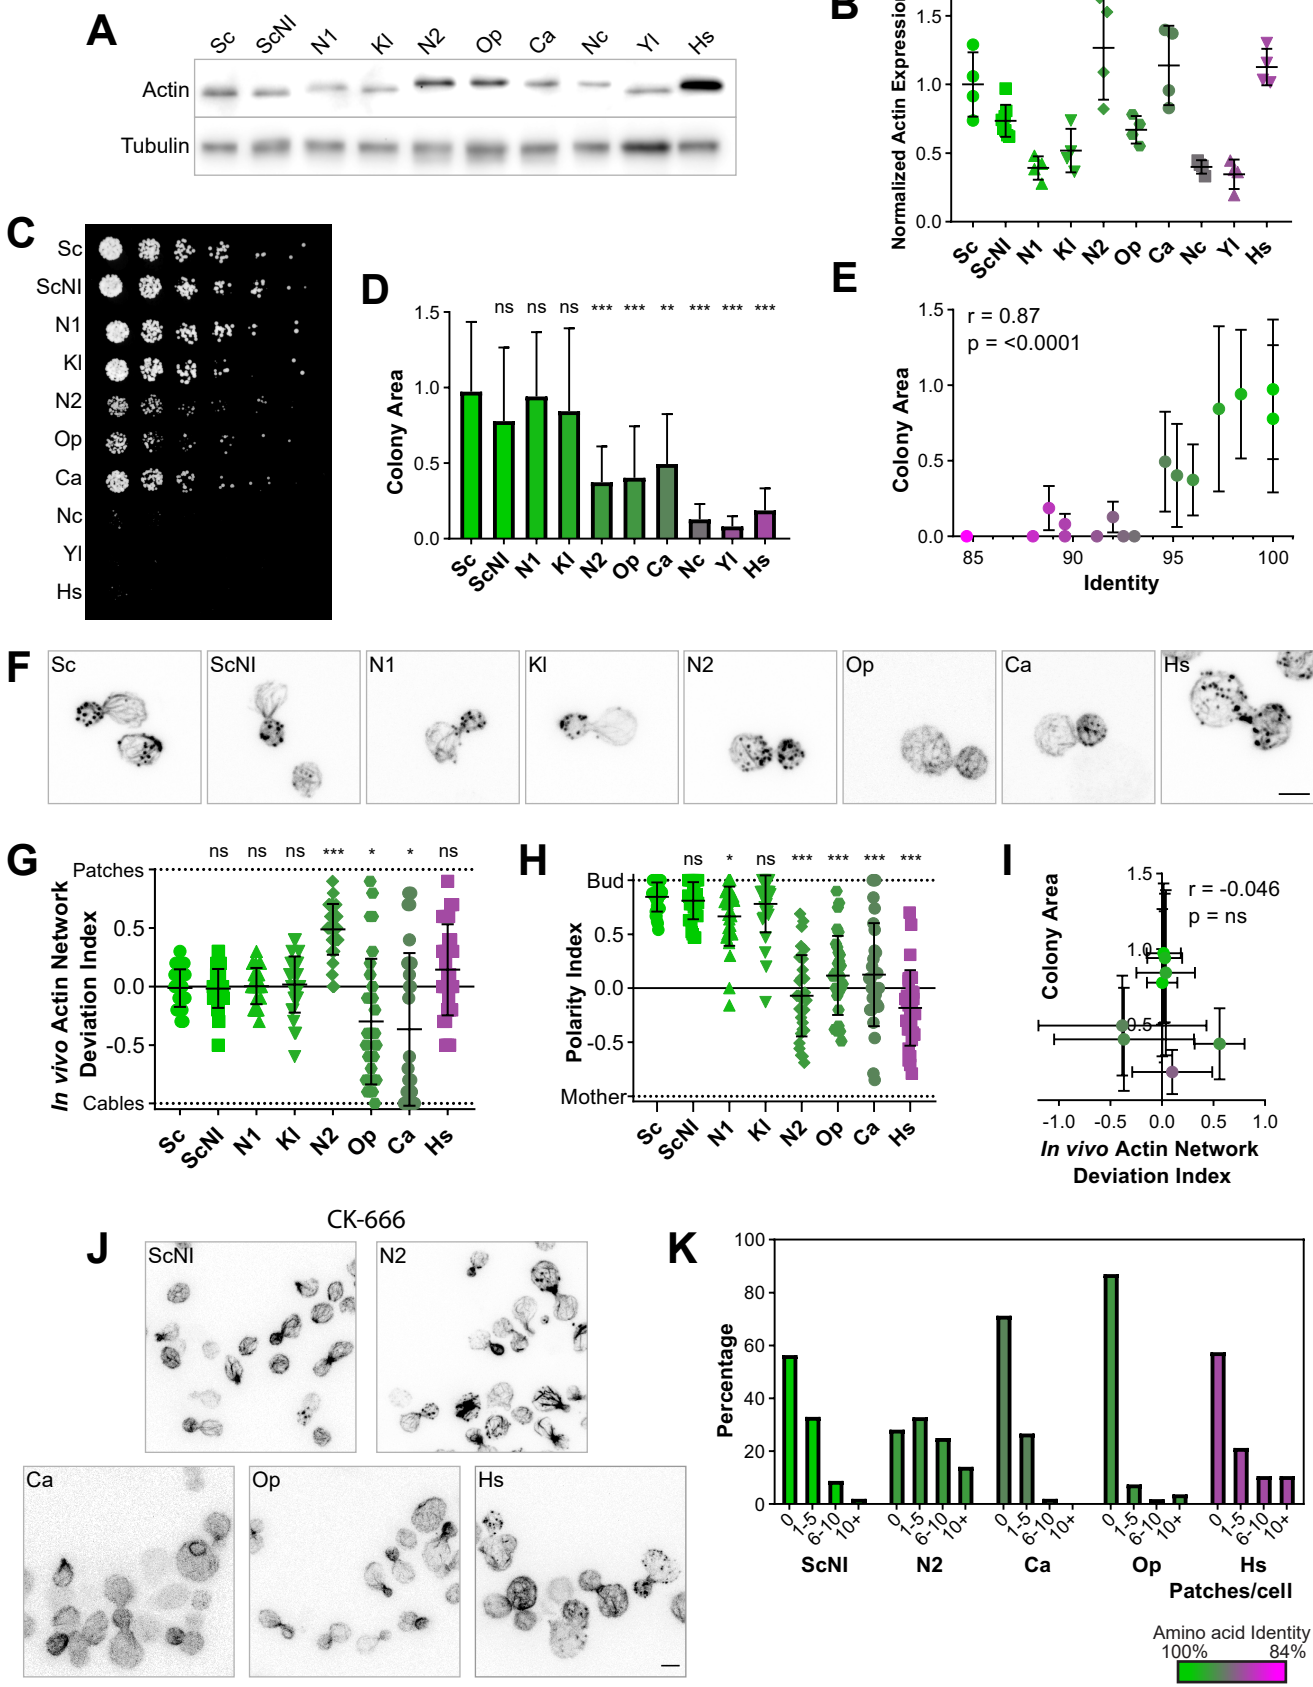 A
Sc ScNI N1 Kl N2 Op Ca Nc Yl Hs
Actin
Tubulin
B
Normalized Actin Expression
1.5
1.0
0.5
0.0
Sc ScNI N1 Kl N2 Op Ca Nc Yl Hs
C
Sc
ScNI
N1
Kl
N2
Op
Ca
Nc
Yl
Hs
D
ns ns ns *** *** ** *** *** ***
Colony Area
1.5
1.0
0.5
0.0
Sc ScNI N1 Kl N2 Op Ca Nc Yl Hs
E
r = 0.87
p = <0.0001
Colony Area
1.5
1.0
0.5
0.0
85 90 95 100
Identity
F
Sc ScNI N1 Kl N2 Op Ca Hs
G
ns ns ns *** * * ns
In vivo Actin Network
Deviation Index
Patches
0.5
0.0
-0.5
Cables
Sc ScNI N1 Kl N2 Op Ca Hs
H
ns * ns *** *** *** ***
Polarity Index
Bud
0.5
0.0
-0.5
Mother
Sc ScNI N1 Kl N2 Op Ca Hs
I
r = -0.046
p = ns
Colony Area
1.5
1.0
0.5
-1.0 -0.5 0.0 0.5 1.0
In vivo Actin Network
Deviation Index
J
CK-666
ScNI N2
Ca Op Hs
K
Percentage
100
80
60
40
20
0
0 1-5 6-10 10+ 0 1-5 6-10 10+ 0 1-5 6-10 10+ 0 1-5 6-10 10+ 0 1-5 6-10 10+
ScNI N2 Ca Op Hs
Patches/cell
Amino acid Identity
100% 84%